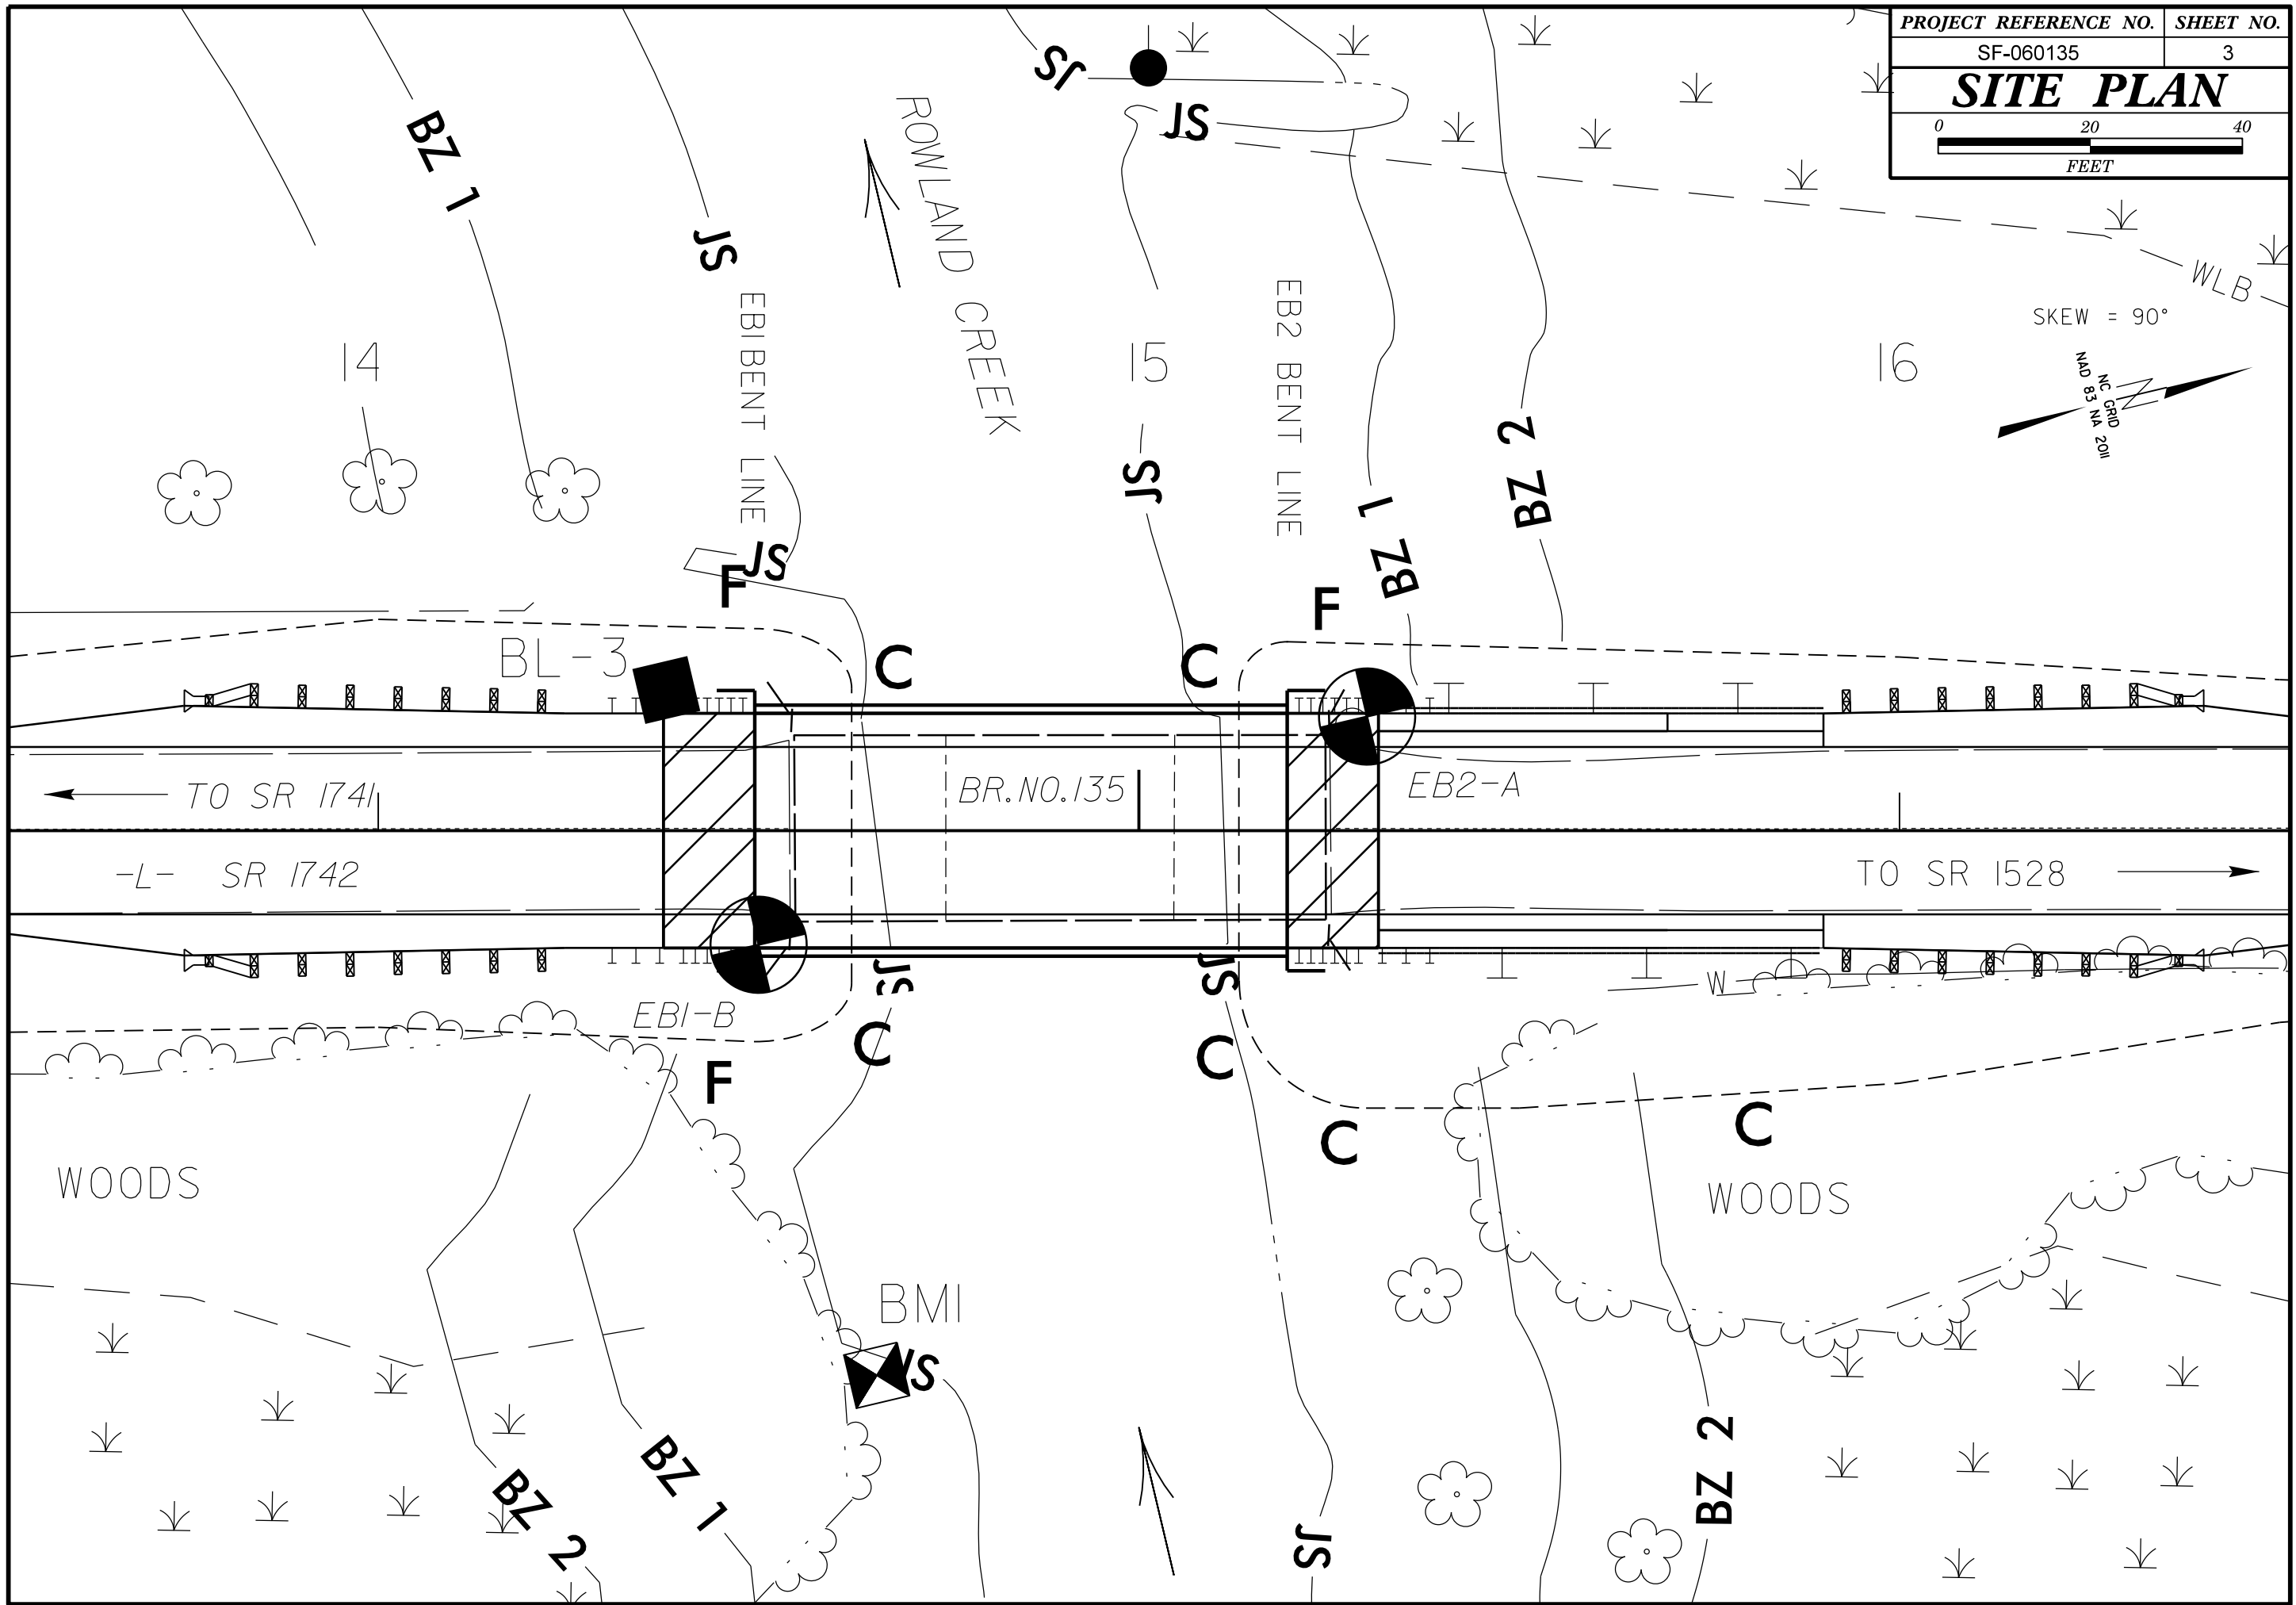 PROJECT REFERENCE NO. SHEET NO.
SF-060135 3
SITE PLAN
0 20 40
FEET
JS
JS
BZ 1
JS
ROWLAND CREEK
WLB
SKEW = 90°
NC GRID
NAD 83 NA 2011
14
EB1 BENT LINE
15
EB2 BENT LINE
16
JS
BZ 1
BZ 2
JS
F
F
BL-3
C
C
TO SR 1741
BR. NO. 135
EB2-A
-L- SR 1742
TO SR 1528
JS
JS
W
EB1-B
C
C
F
C
C
WOODS
WOODS
BM1
JS
BZ 2
BZ 1
JS
BZ 2